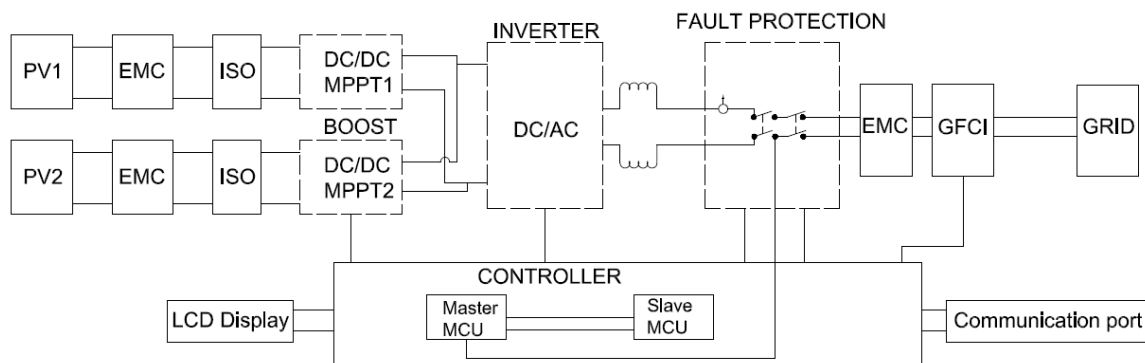 INVERTER
FAULT PROTECTION
PV1
EMC
ISO
DC/DC
MPPT1
BOOST
PV2
EMC
ISO
DC/DC
MPPT2
DC/AC
EMC
GFCI
GRID
CONTROLLER
LCD Display
Master
MCU
Slave
MCU
Communication port